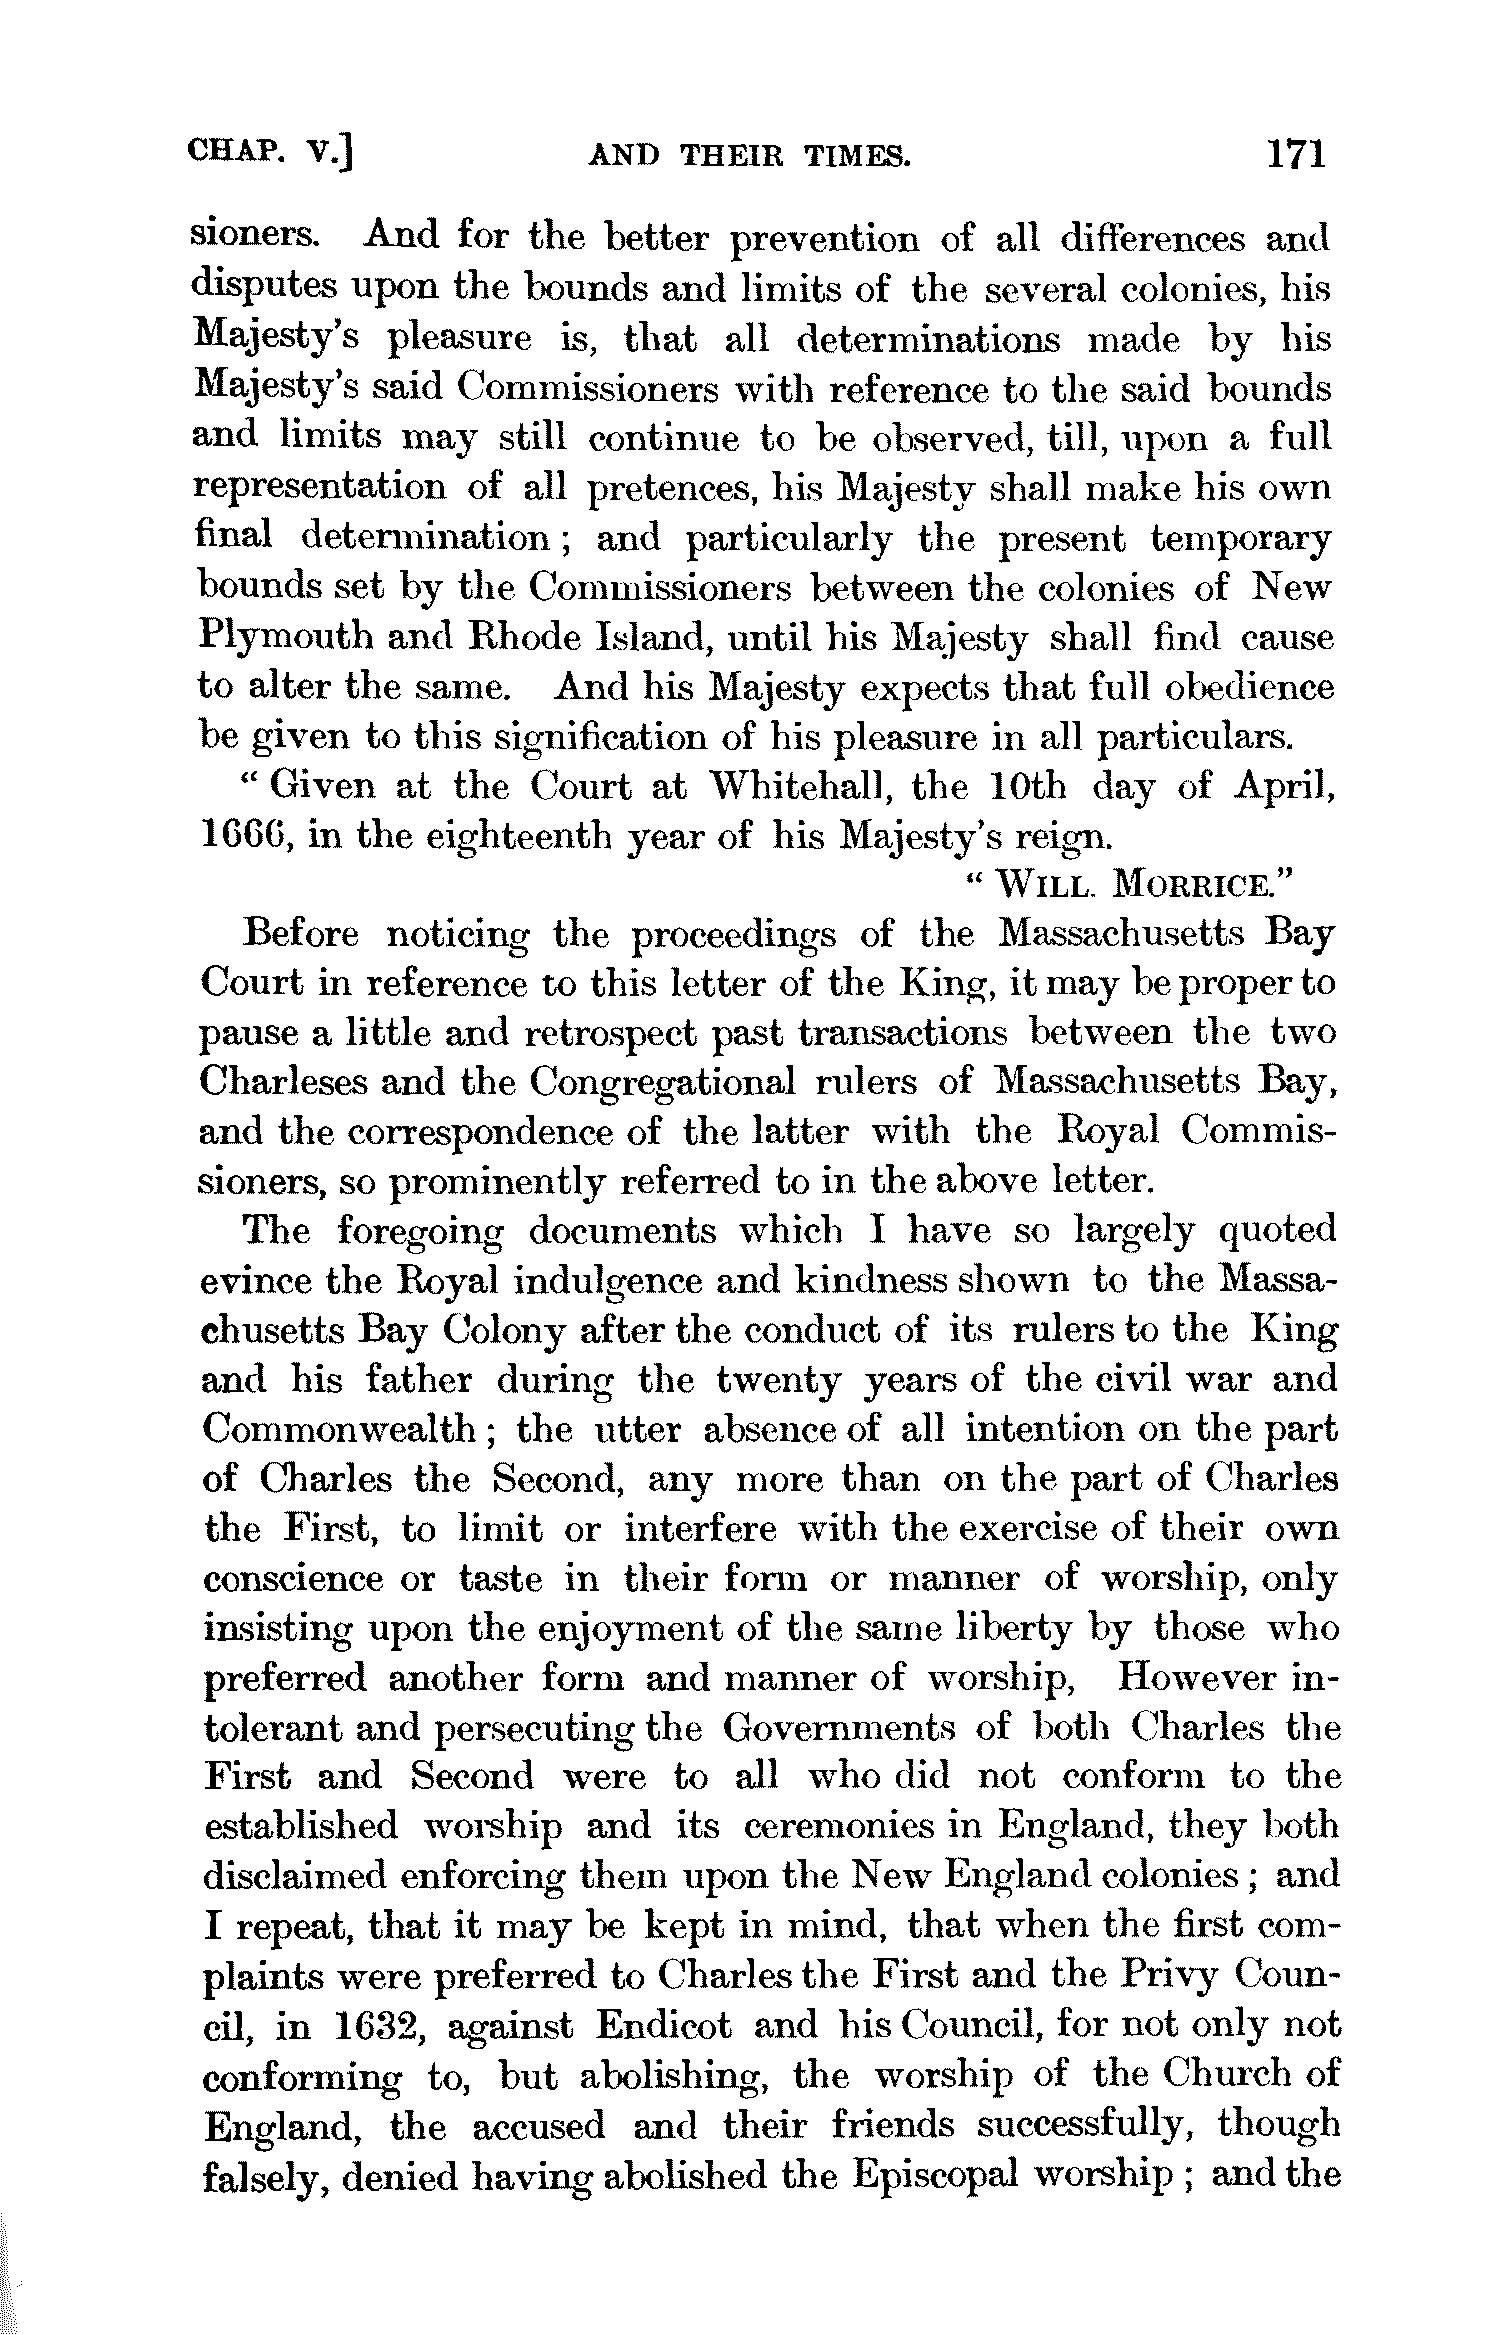 CHAP. V.] AND THEIR TIMES. 171
sioners. And for the better prevention of all differences and
disputes upon the bounds and limits of the several colonies, his
Majesty's pleasure is, that all determinations made by his
Majesty's said Commissioners with reference to the said bounds
and limits may still continue to be observed, till, upon a full
representation of all pretences, his Majesty shall make his own
final determination ; and particularly the present temporary
bounds set by the Commissioners between the colonies of New
Plymouth and Rhode Island, until his Majesty shall find cause
to alter the same. And his Majesty expects that full obedience
be given to this signification of his pleasure in all particulars.
" Given at the Court at Whitehall, the 10th day of April,
1666, in the eighteenth year of his Majesty's reign.
" WILL. MORRICE."
Before noticing the proceedings of the Massachusetts Bay
Court in reference to this letter of the King, it may be proper to
pause a little and retrospect past transactions between the two
Charleses and the Congregational rulers of Massachusetts Bay,
and the correspondence of the latter with the Royal Commis-
sioners, so prominently referred to in the above letter.
The foregoing documents which I have so largely quoted
evince the Royal indulgence and kindness shown to the Massa-
chusetts Bay Colony after the conduct of its rulers to the King
and his father during the twenty years of the civil war and
Commonwealth ; the utter absence of all intention on the part
of Charles the Second, any more than on the part of Charles
the First, to limit or interfere with the exercise of their own
conscience or taste in their form or manner of worship, only
insisting upon the enjoyment of the same liberty by those who
preferred another form and manner of worship, However in-
tolerant and persecuting the Governments of both Charles the
First and Second were to all who did not conform to the
established worship and its ceremonies in England, they both
disclaimed enforcing them upon the New England colonies ; and
I repeat, that it may be kept in mind, that when the first com-
plaints were preferred to Charles the First and the Privy Coun-
cil, in 1632, against Endicot and his Council, for not only not
conforming to, but abolishing, the worship of the Church of
England, the accused and their friends successfully, though
falsely, denied having abolished the Episcopal worship ; and the